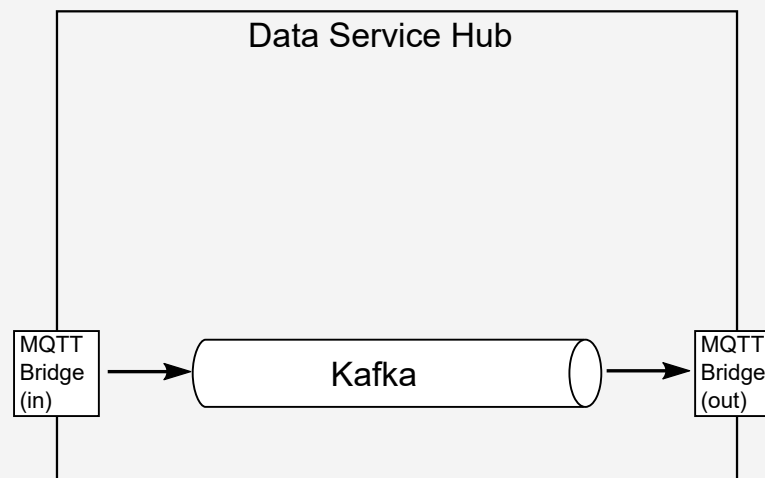 Data Service Hub
MQTT
Bridge
(in)
Kafka
MQTT
Bridge
(out)